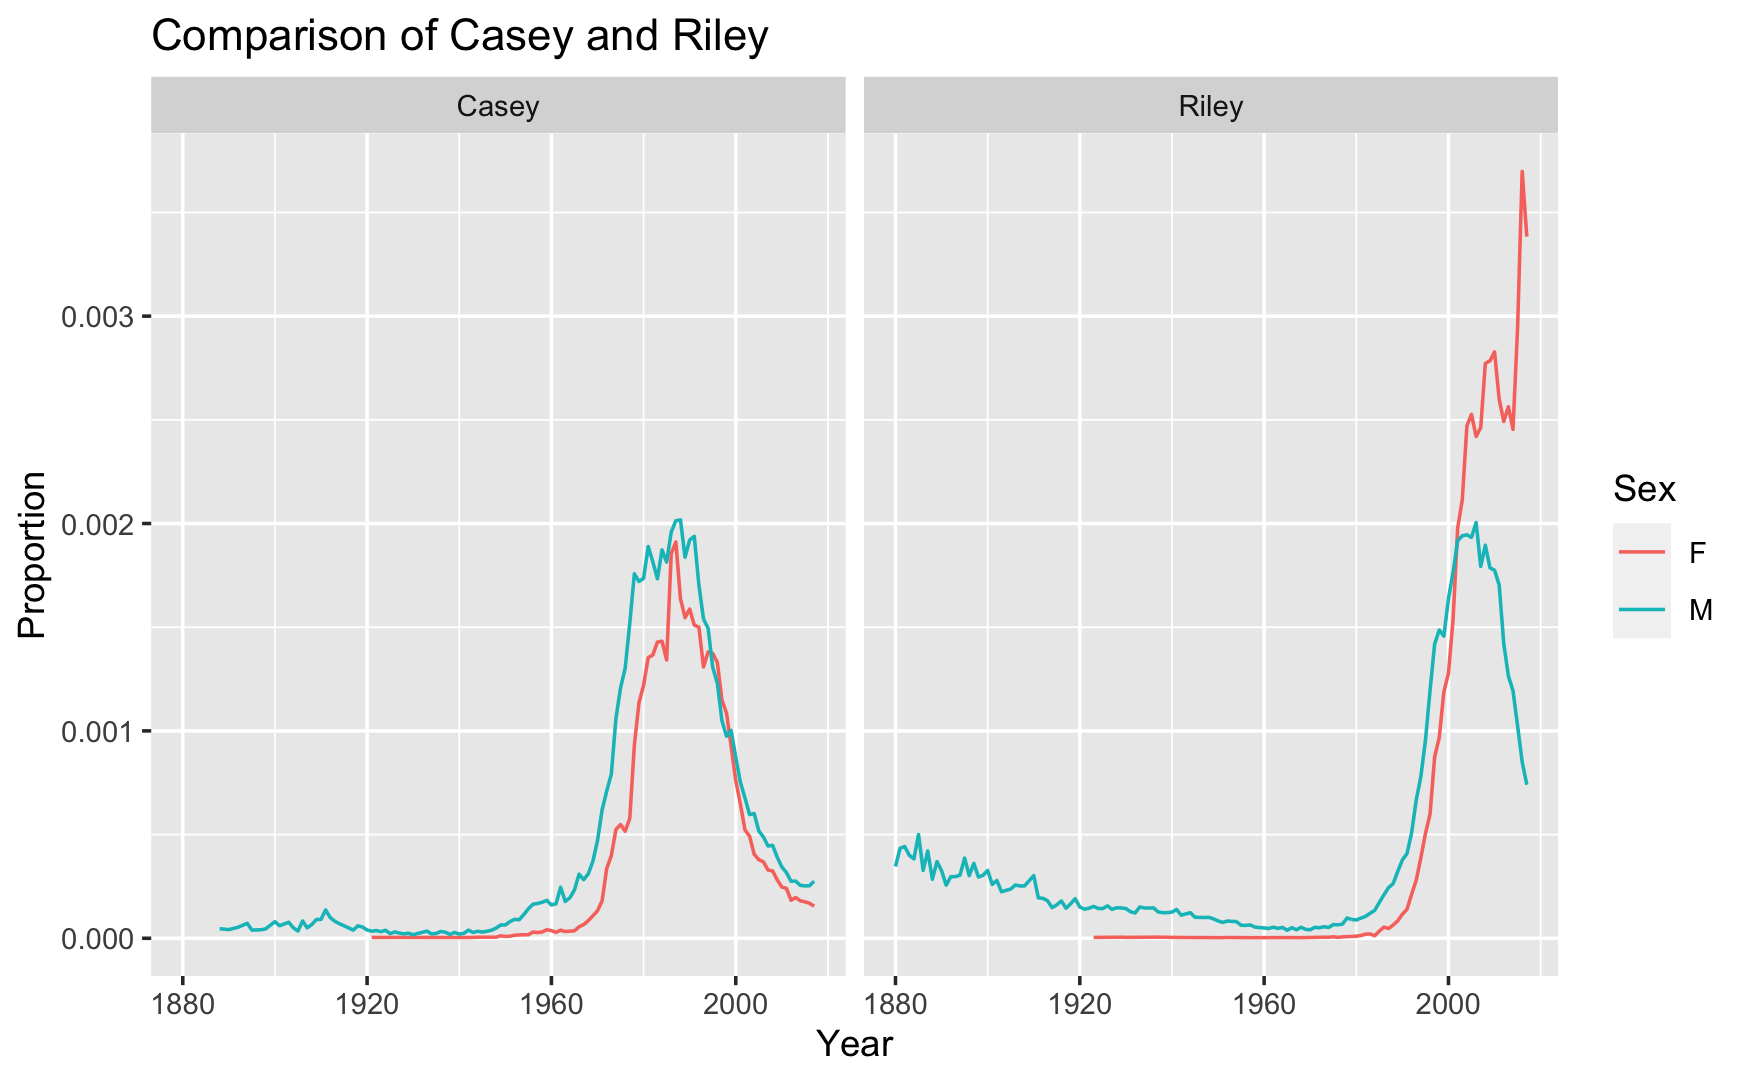 Comparison of Casey and Riley
Casey
Riley
Proportion
0.003
0.002
0.001
0.000
1880 1920 1960 2000
1880 1920 1960 2000
Year
Sex
F
M